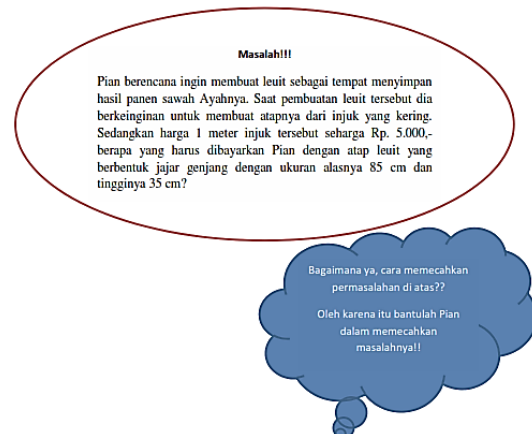 Masalah!!!
Pian berencana ingin membuat leuit sebagai tempat menyimpan
hasil panen sawah Ayahnya. Saat pembuatan leuit tersebut dia
berkeinginan untuk membuat atapnya dari injuk yang kering.
Sedangkan harga 1 meter injuk tersebut seharga Rp. 5.000,-
berapa yang harus dibayarkan Pian dengan atap leuit yang
berbentuk jajar genjang dengan ukuran alasnya 85 cm dan
tingginya 35 cm?
Bagaimana ya, cara memecahkan
permasalahan di atas??
Oleh karena itu bantulah Pian
dalam memecahkan
masalahnya!!